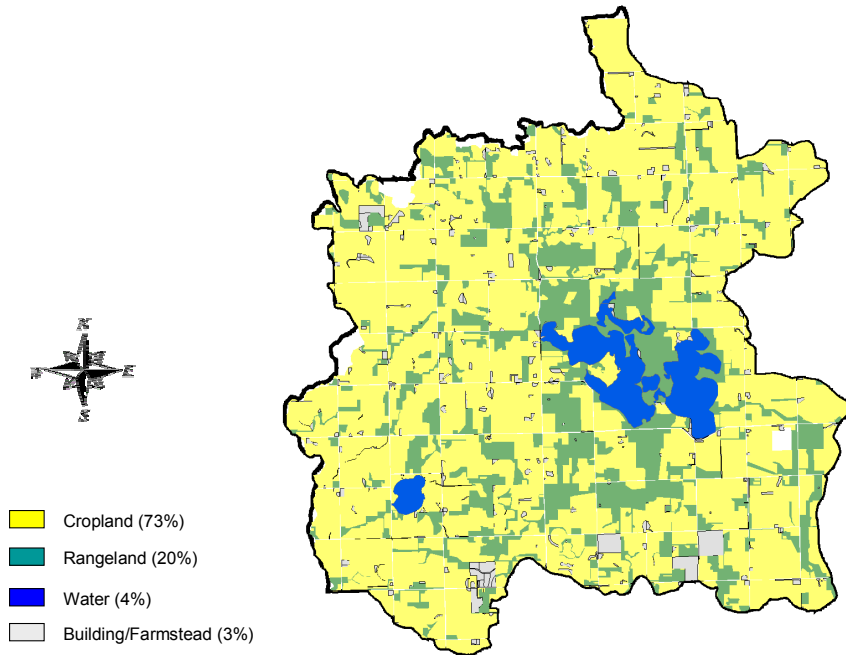 N
E
S
Cropland (73%)
Rangeland (20%)
Water (4%)
Building/Farmstead (3%)